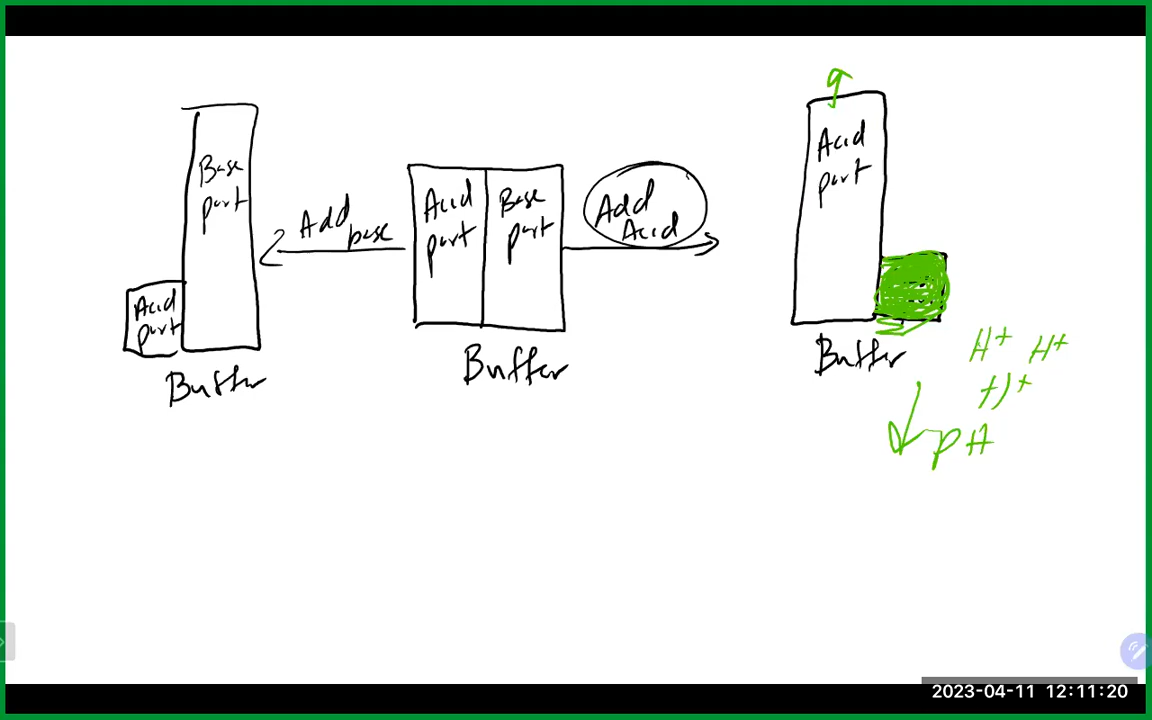 Base
part
Acid
part
Buffer
Add
base
Acid
part
Base
part
Buffer
Add
Acid
Acid
part
Buffer
H+ H+
H+
pH
2023-04-11 12:11:20